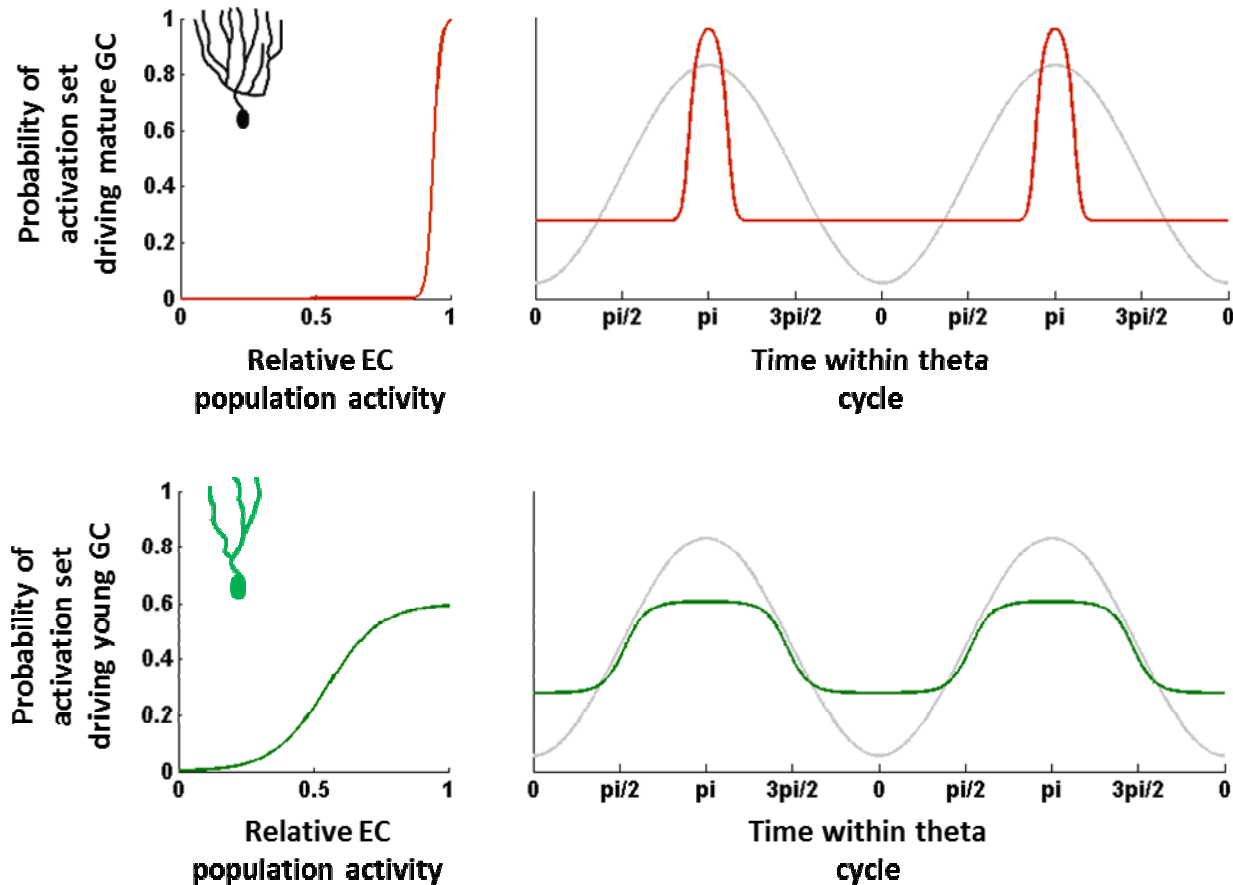 Probability of
activation set
driving mature GC
1
0.8
0.6
0.4
0.2
0
0 0.5 1
Relative EC
population activity
0 pi/2 pi 3pi/2 0 pi/2 pi 3pi/2 0
Time within theta
cycle
Probability of
activation set
driving young GC
1
0.8
0.6
0.4
0.2
0
0 0.5 1
Relative EC
population activity
0 pi/2 pi 3pi/2 0 pi/2 pi 3pi/2 0
Time within theta
cycle